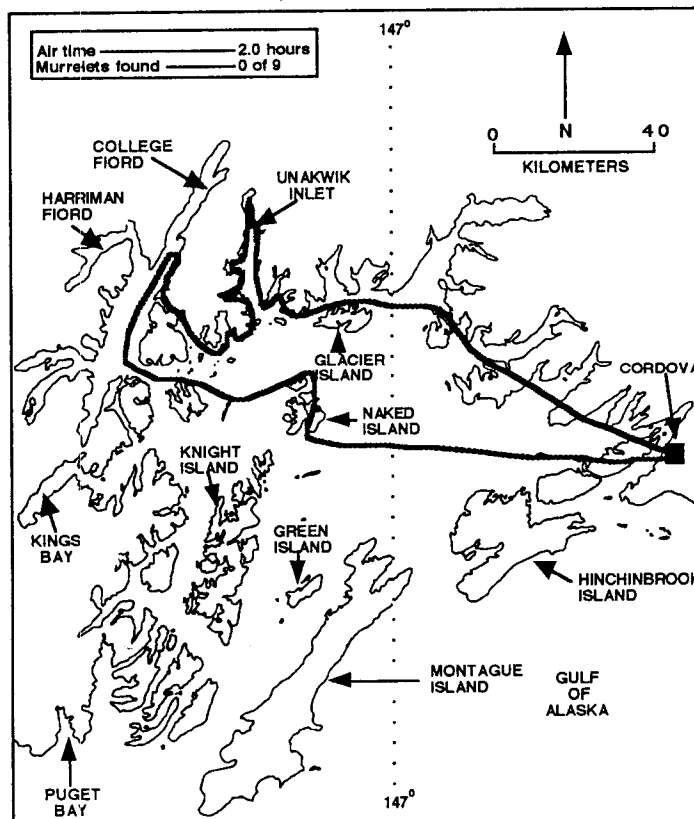 147°
Air time 2.0 hours
Murrelets found 0 of 9
N
0 40
KILOMETERS
COLLEGE
FIORD
UNAKWIK
INLET
HARRIMAN
FIORD
GLACIER
ISLAND
CORDOVA
NAKED
ISLAND
KNIGHT
ISLAND
KINGS
BAY
GREEN
ISLAND
HINCHINBROOK
ISLAND
MONTAGUE
ISLAND
GULF
OF
ALASKA
PUGET
BAY
147°